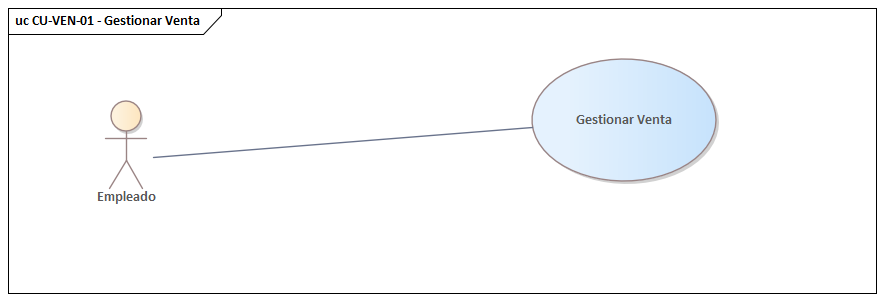 uc CU-VEN-01 - Gestionar Venta
Gestionar Venta
Empleado